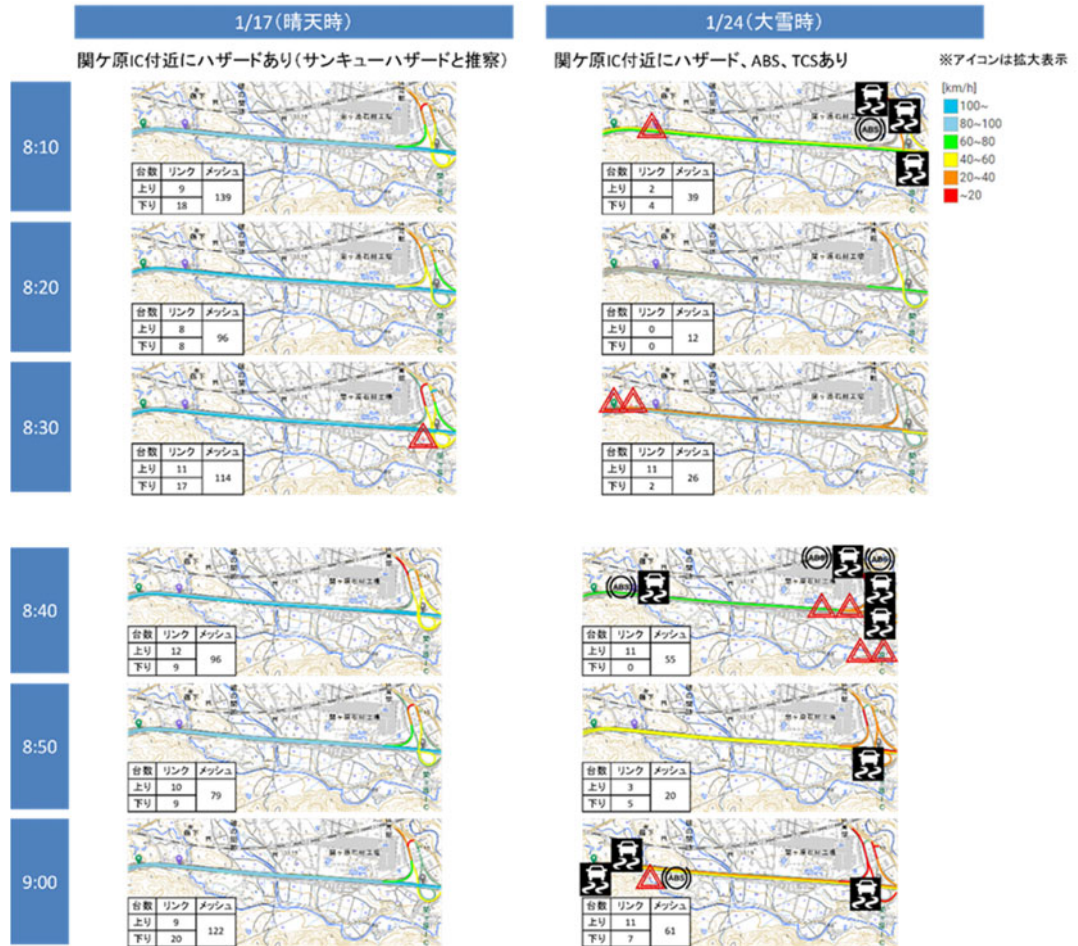 1/17(晴天時)
1/24(大雪時)
関ケ原IC付近にハザードあり(サンキューハザードと推察)
関ケ原IC付近にハザード、ABS、TCSあり
※アイコンは拡大表示
[km/h]
100~
80~100
60~80
40~60
20~40
~20
8:10
台数 リンク メッシュ
上り 9 139
下り 18
ABS
台数 リンク メッシュ
上り 2 39
下り 4
8:20
台数 リンク メッシュ
上り 8 96
下り 8
台数 リンク メッシュ
上り 0 12
下り 0
8:30
台数 リンク メッシュ
上り 11 114
下り 17
台数 リンク メッシュ
上り 11 26
下り 2
8:40
台数 リンク メッシュ
上り 12 96
下り 9
ABS
ABS
ABS
台数 リンク メッシュ
上り 11 55
下り 0
8:50
台数 リンク メッシュ
上り 10 79
下り 9
台数 リンク メッシュ
上り 3 20
下り 5
9:00
台数 リンク メッシュ
上り 9 122
下り 20
ABS
台数 リンク メッシュ
上り 11 61
下り 7